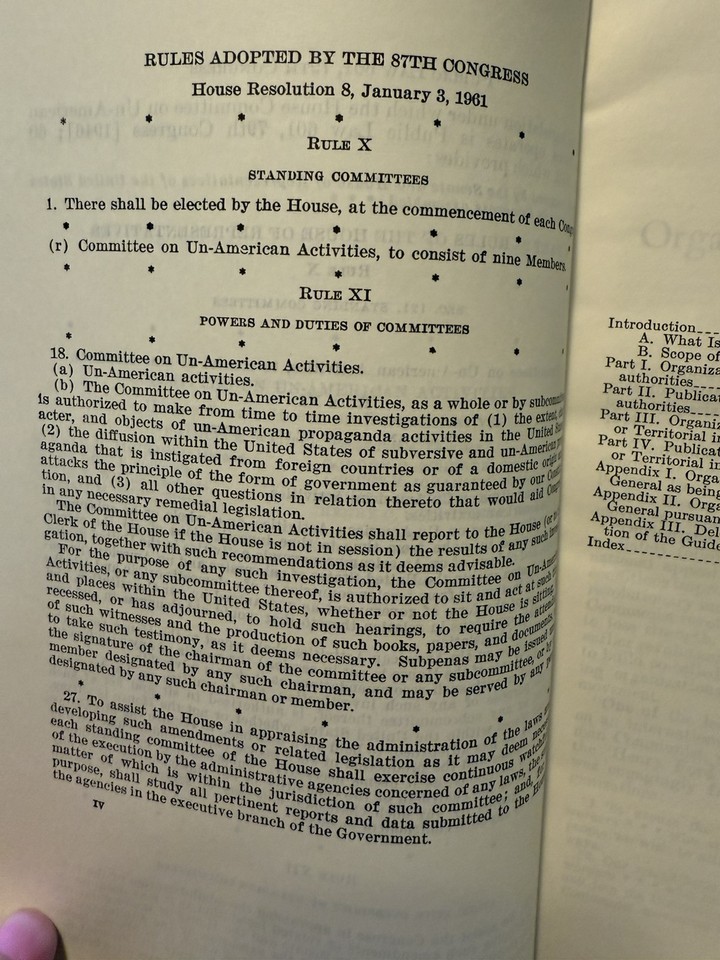 RULES ADOPTED BY THE 87TH CONGRESS
House Resolution 8, January 3, 1961
* * * * *
RULE X
STANDING COMMITTEES
1. There shall be elected by the House, at the commencement of each
* * * * *
(r) Committee on Un-American Activities, to consist of nine Members.
* * * * *
RULE XI
POWERS AND DUTIES OF COMMITTEES
* * * * *
18. Committee on Un-American Activities.
(a) Un-American activities.
(b) The Committee on Un-American Activities, as a whole or by
is authorized to make from time to time investigations of (1) the extent,
acter, and objects of un-American propaganda activities in the United
(2) the diffusion within the United States of subversive and un-American
aganda that is instigated from foreign countries or of a domestic origin
attacks the principle of the form of government as guaranteed by our
tion, and (3) all other questions in relation thereto that would aid
in any necessary remedial legislation.
The Committee on Un-American Activities shall report to the House (or
Clerk of the House if the House is not in session) the results of any such
gation, together with such recommendations as it deems advisable.
For the purpose of any such investigation, the Committee on
Activities, or any subcommittee thereof, is authorized to sit and act at such
and places within the United States, whether or not the House is sitting
recessed, or has adjourned, to hold such hearings, to require the
of such witnesses and the production of such books, papers, and documents
to take such testimony, as it deems necessary. Subpenas may be issued
the signature of the chairman of the committee or any subcommittee, or
member designated by any such chairman, and may be served by any
designated by any such chairman or member.
* * * * *
27. To assist the House in appraising the administration of the laws
developing such amendments or related legislation as it may deem
each standing committee of the House shall exercise continuous
of the execution by the administrative agencies concerned of any laws, the
matter of which is within the jurisdiction of such committee; and,
purpose, shall study all pertinent reports and data submitted to the
the agencies in the executive branch of the Government.
IV
Introduction
A. What Is
B. Scope of
Part I.
authorities
Part II.
authorities
Part III.
or Territorial
Part IV.
or Territorial
Appendix I.
General as being
Appendix II.
General
Appendix III.
tion of the Guide
Index